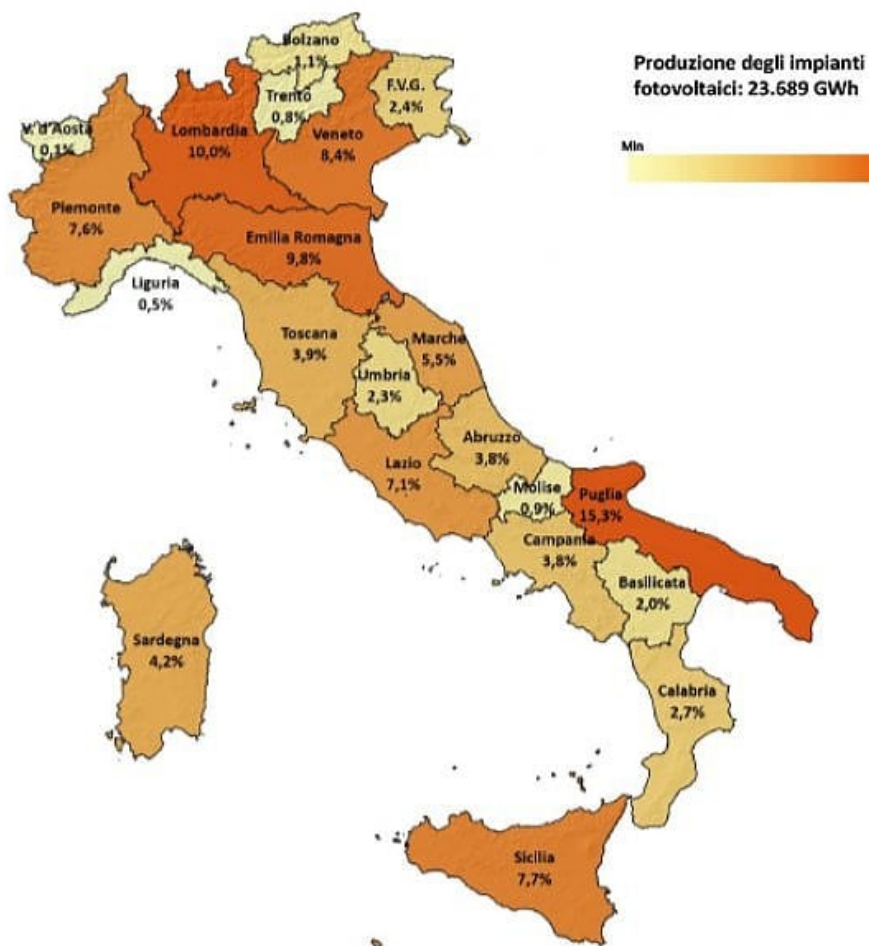 Produzione degli impianti
fotovoltaici: 23.689 GWh
Min
Bolzano
1,1%
Trento
0,8%
F.V.G.
2,4%
V. d'Aosta
0,1%
Lombardia
10,0%
Veneto
8,4%
Piemonte
7,6%
Emilia Romagna
9,8%
Liguria
0,5%
Toscana
3,9%
Marche
5,5%
Umbria
2,3%
Abruzzo
3,8%
Lazio
7,1%
Molise
0,9%
Puglia
15,3%
Campania
3,8%
Basilicata
2,0%
Sardegna
4,2%
Calabria
2,7%
Sicilia
7,7%